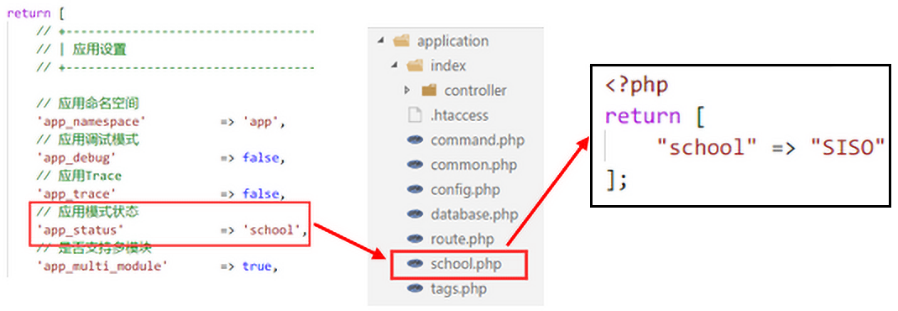 return [
// +----------------------------------
// | 应用设置
// +----------------------------------
// 应用命名空间
'app_namespace' => 'app',
// 应用调试模式
'app_debug' => false,
// 应用Trace
'app_trace' => false,
// 应用模式状态
'app_status' => 'school',
// 是否支持多模块
'app_multi_module' => true,
application
index
controller
.htaccess
command.php
common.php
config.php
database.php
route.php
school.php
tags.php
<?php
return [
"school" => "SISO"
];